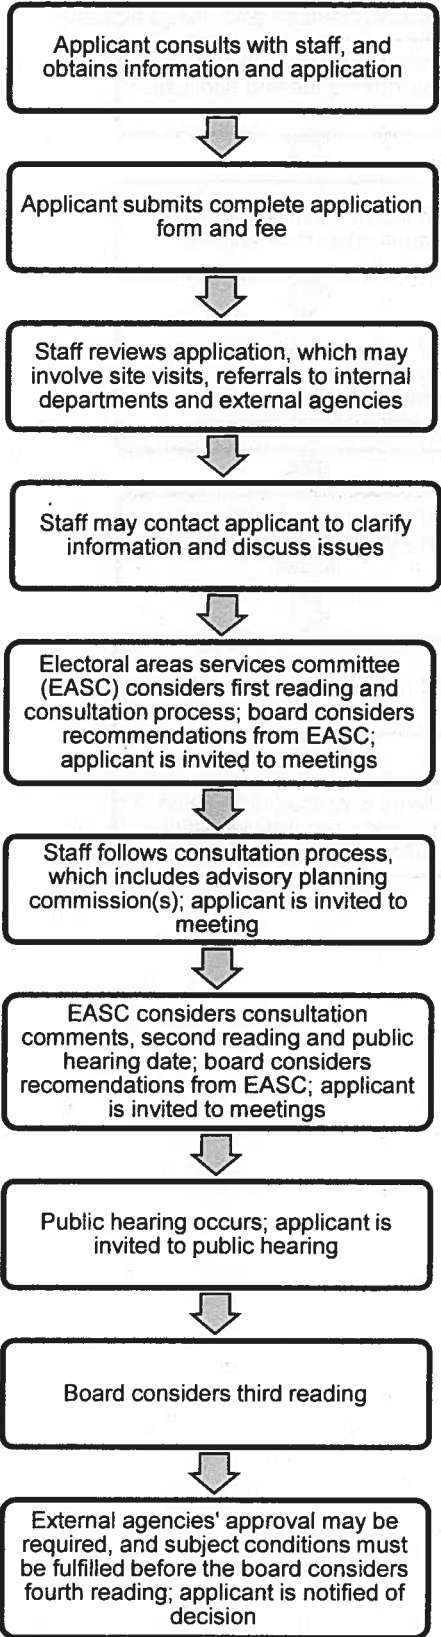 Applicant consults with staff, and
obtains information and application
Applicant submits complete application
form and fee
Staff reviews application, which may
involve site visits, referrals to internal
departments and external agencies
Staff may contact applicant to clarify
information and discuss issues
Electoral areas services committee
(EASC) considers first reading and
consultation process; board considers
recommendations from EASC;
applicant is invited to meetings
Staff follows consultation process,
which includes advisory planning
commission(s); applicant is invited to
meeting
EASC considers consultation
comments, second reading and public
hearing date; board considers
recomendations from EASC; applicant
is invited to meetings
Public hearing occurs; applicant is
invited to public hearing
Board considers third reading
External agencies' approval may be
required, and subject conditions must
be fulfilled before the board considers
fourth reading; applicant is notified of
decision